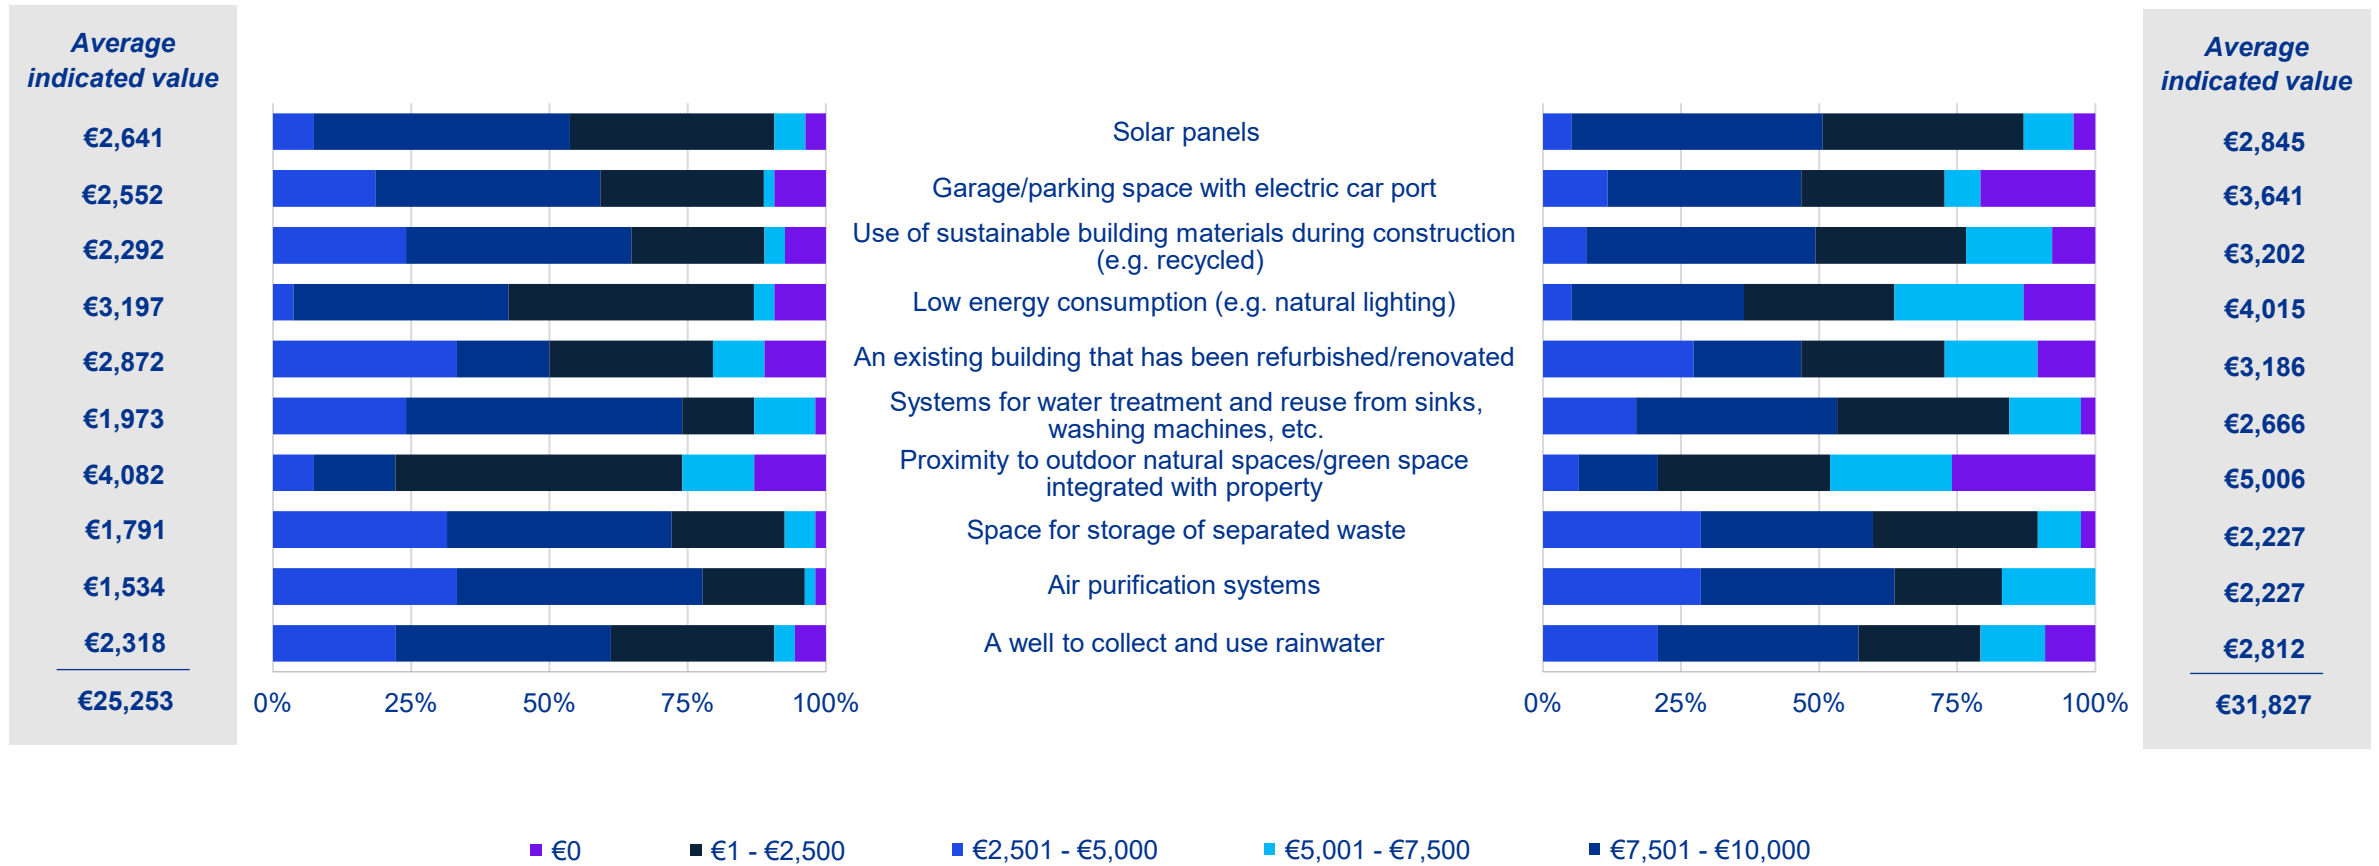 Average
indicated value
€2,641
€2,552
€2,292
€3,197
€2,872
€1,973
€4,082
€1,791
€1,534
€2,318
€25,253
0%
25%
50%
75%
100%
Solar panels
Garage/parking space with electric car port
Use of sustainable building materials during construction
(e.g. recycled)
Low energy consumption (e.g. natural lighting)
An existing building that has been refurbished/renovated
Systems for water treatment and reuse from sinks,
washing machines, etc.
Proximity to outdoor natural spaces/green space
integrated with property
Space for storage of separated waste
Air purification systems
A well to collect and use rainwater
0%
25%
50%
75%
100%
Average
indicated value
€2,845
€3,641
€3,202
€4,015
€3,186
€2,666
€5,006
€2,227
€2,227
€2,812
€31,827
€0
€1 - €2,500
€2,501 - €5,000
€5,001 - €7,500
€7,501 - €10,000